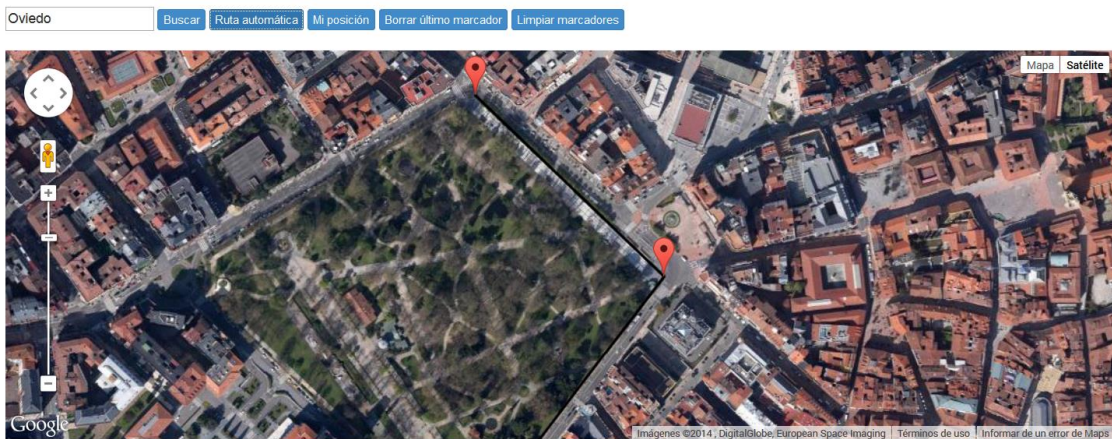 Oviedo Buscar Ruta automática Mi posición Borrar último marcador Limpiar marcadores
Mapa Satélite
+
-
Google Imágenes ©2014 , DigitalGlobe, European Space Imaging Términos de uso Informar de un error de Maps